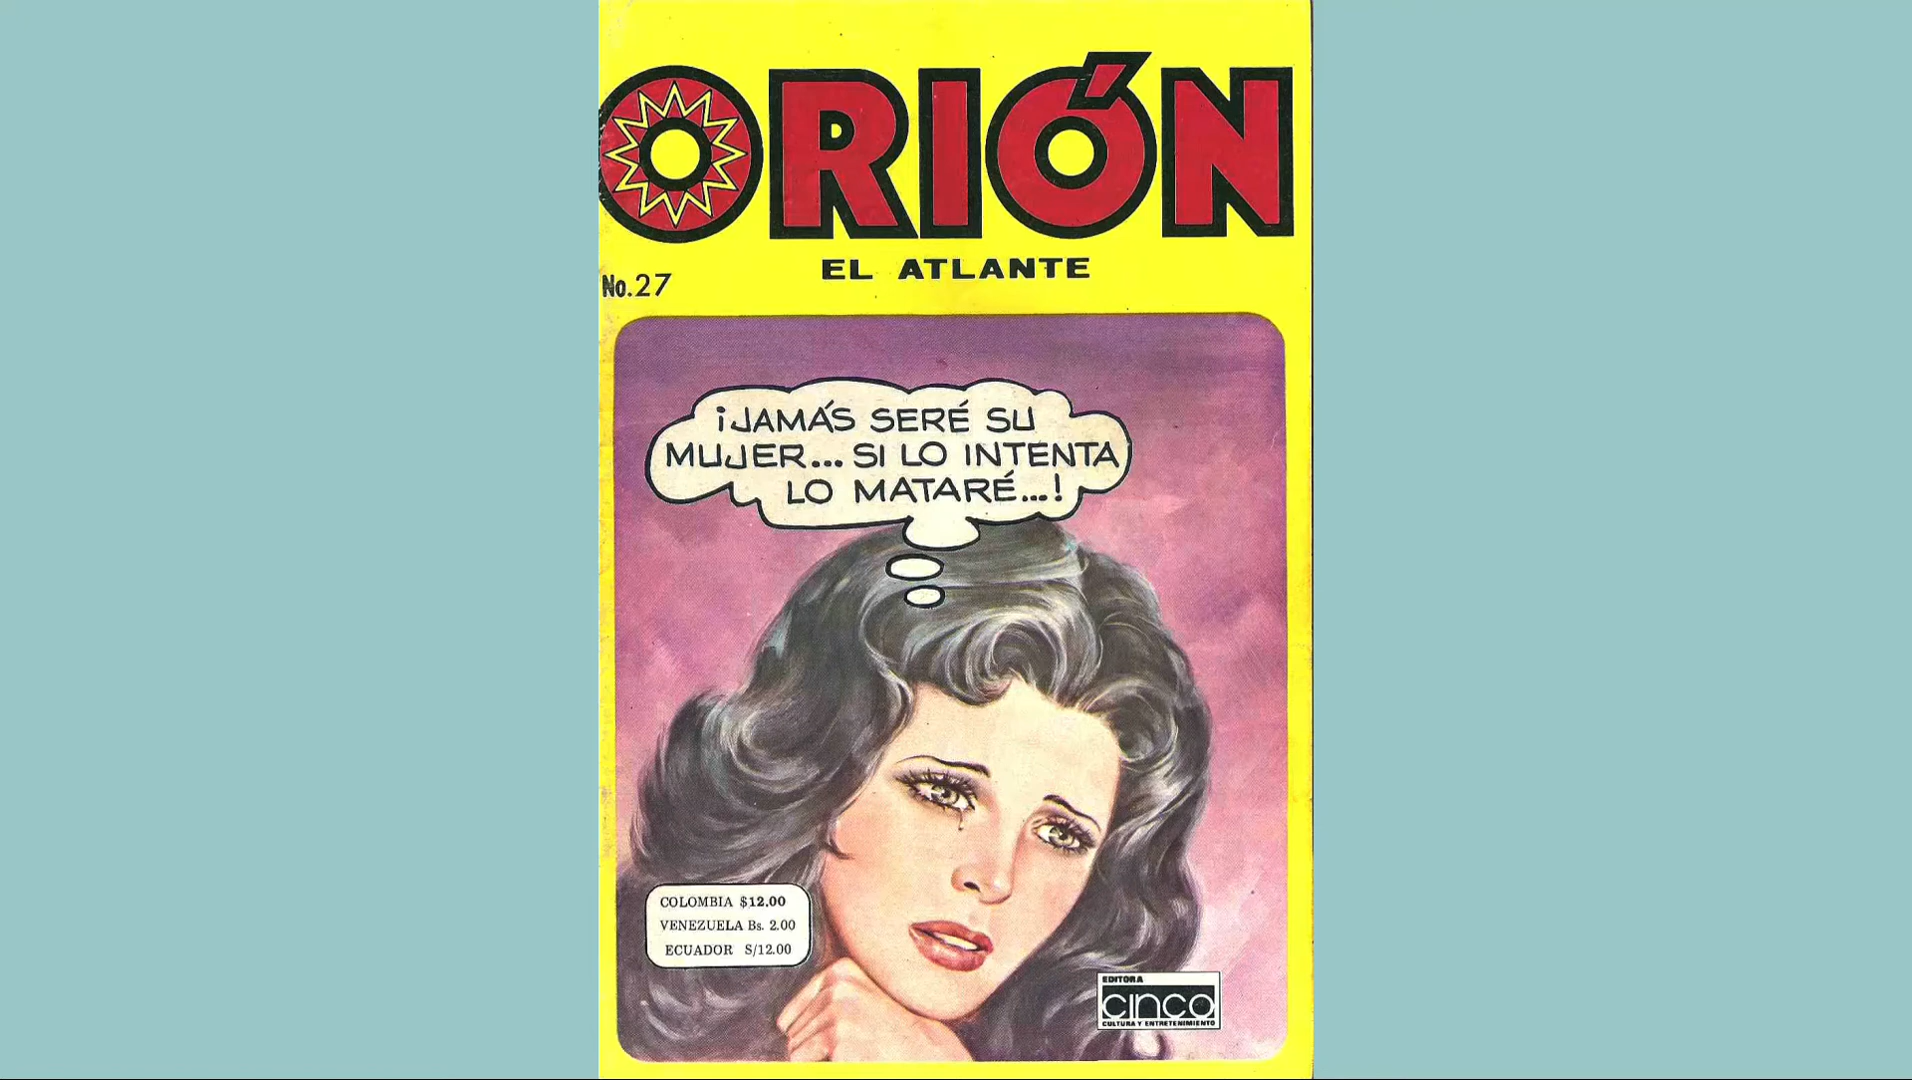 ORIÓN
EL ATLANTE
No.27
¡JAMÁS SERÉ SU
MUJER... SI LO INTENTA
LO MATARÉ...!
COLOMBIA $12.00
VENEZUELA Bs. 2.00
ECUADOR S/12.00
EDITORA
CINCO
CULTURA Y ENTRETENIMIENTO